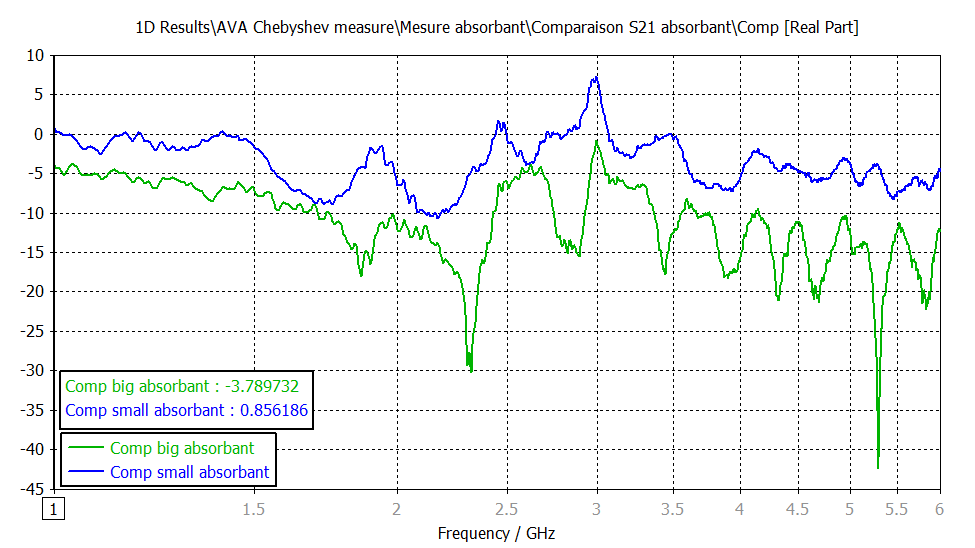 1D Results\AVA Chebyshev measure\Mesure absorbant\Comparaison S21 absorbant\Comp [Real Part]
10
5
0
-5
-10
-15
-20
-25
-30
-35
-40
-45
Comp big absorbant : -3.789732
Comp small absorbant : 0.856186
Comp big absorbant
Comp small absorbant
1 1.5 2 2.5 3 3.5 4 4.5 5 5.5 6
Frequency / GHz